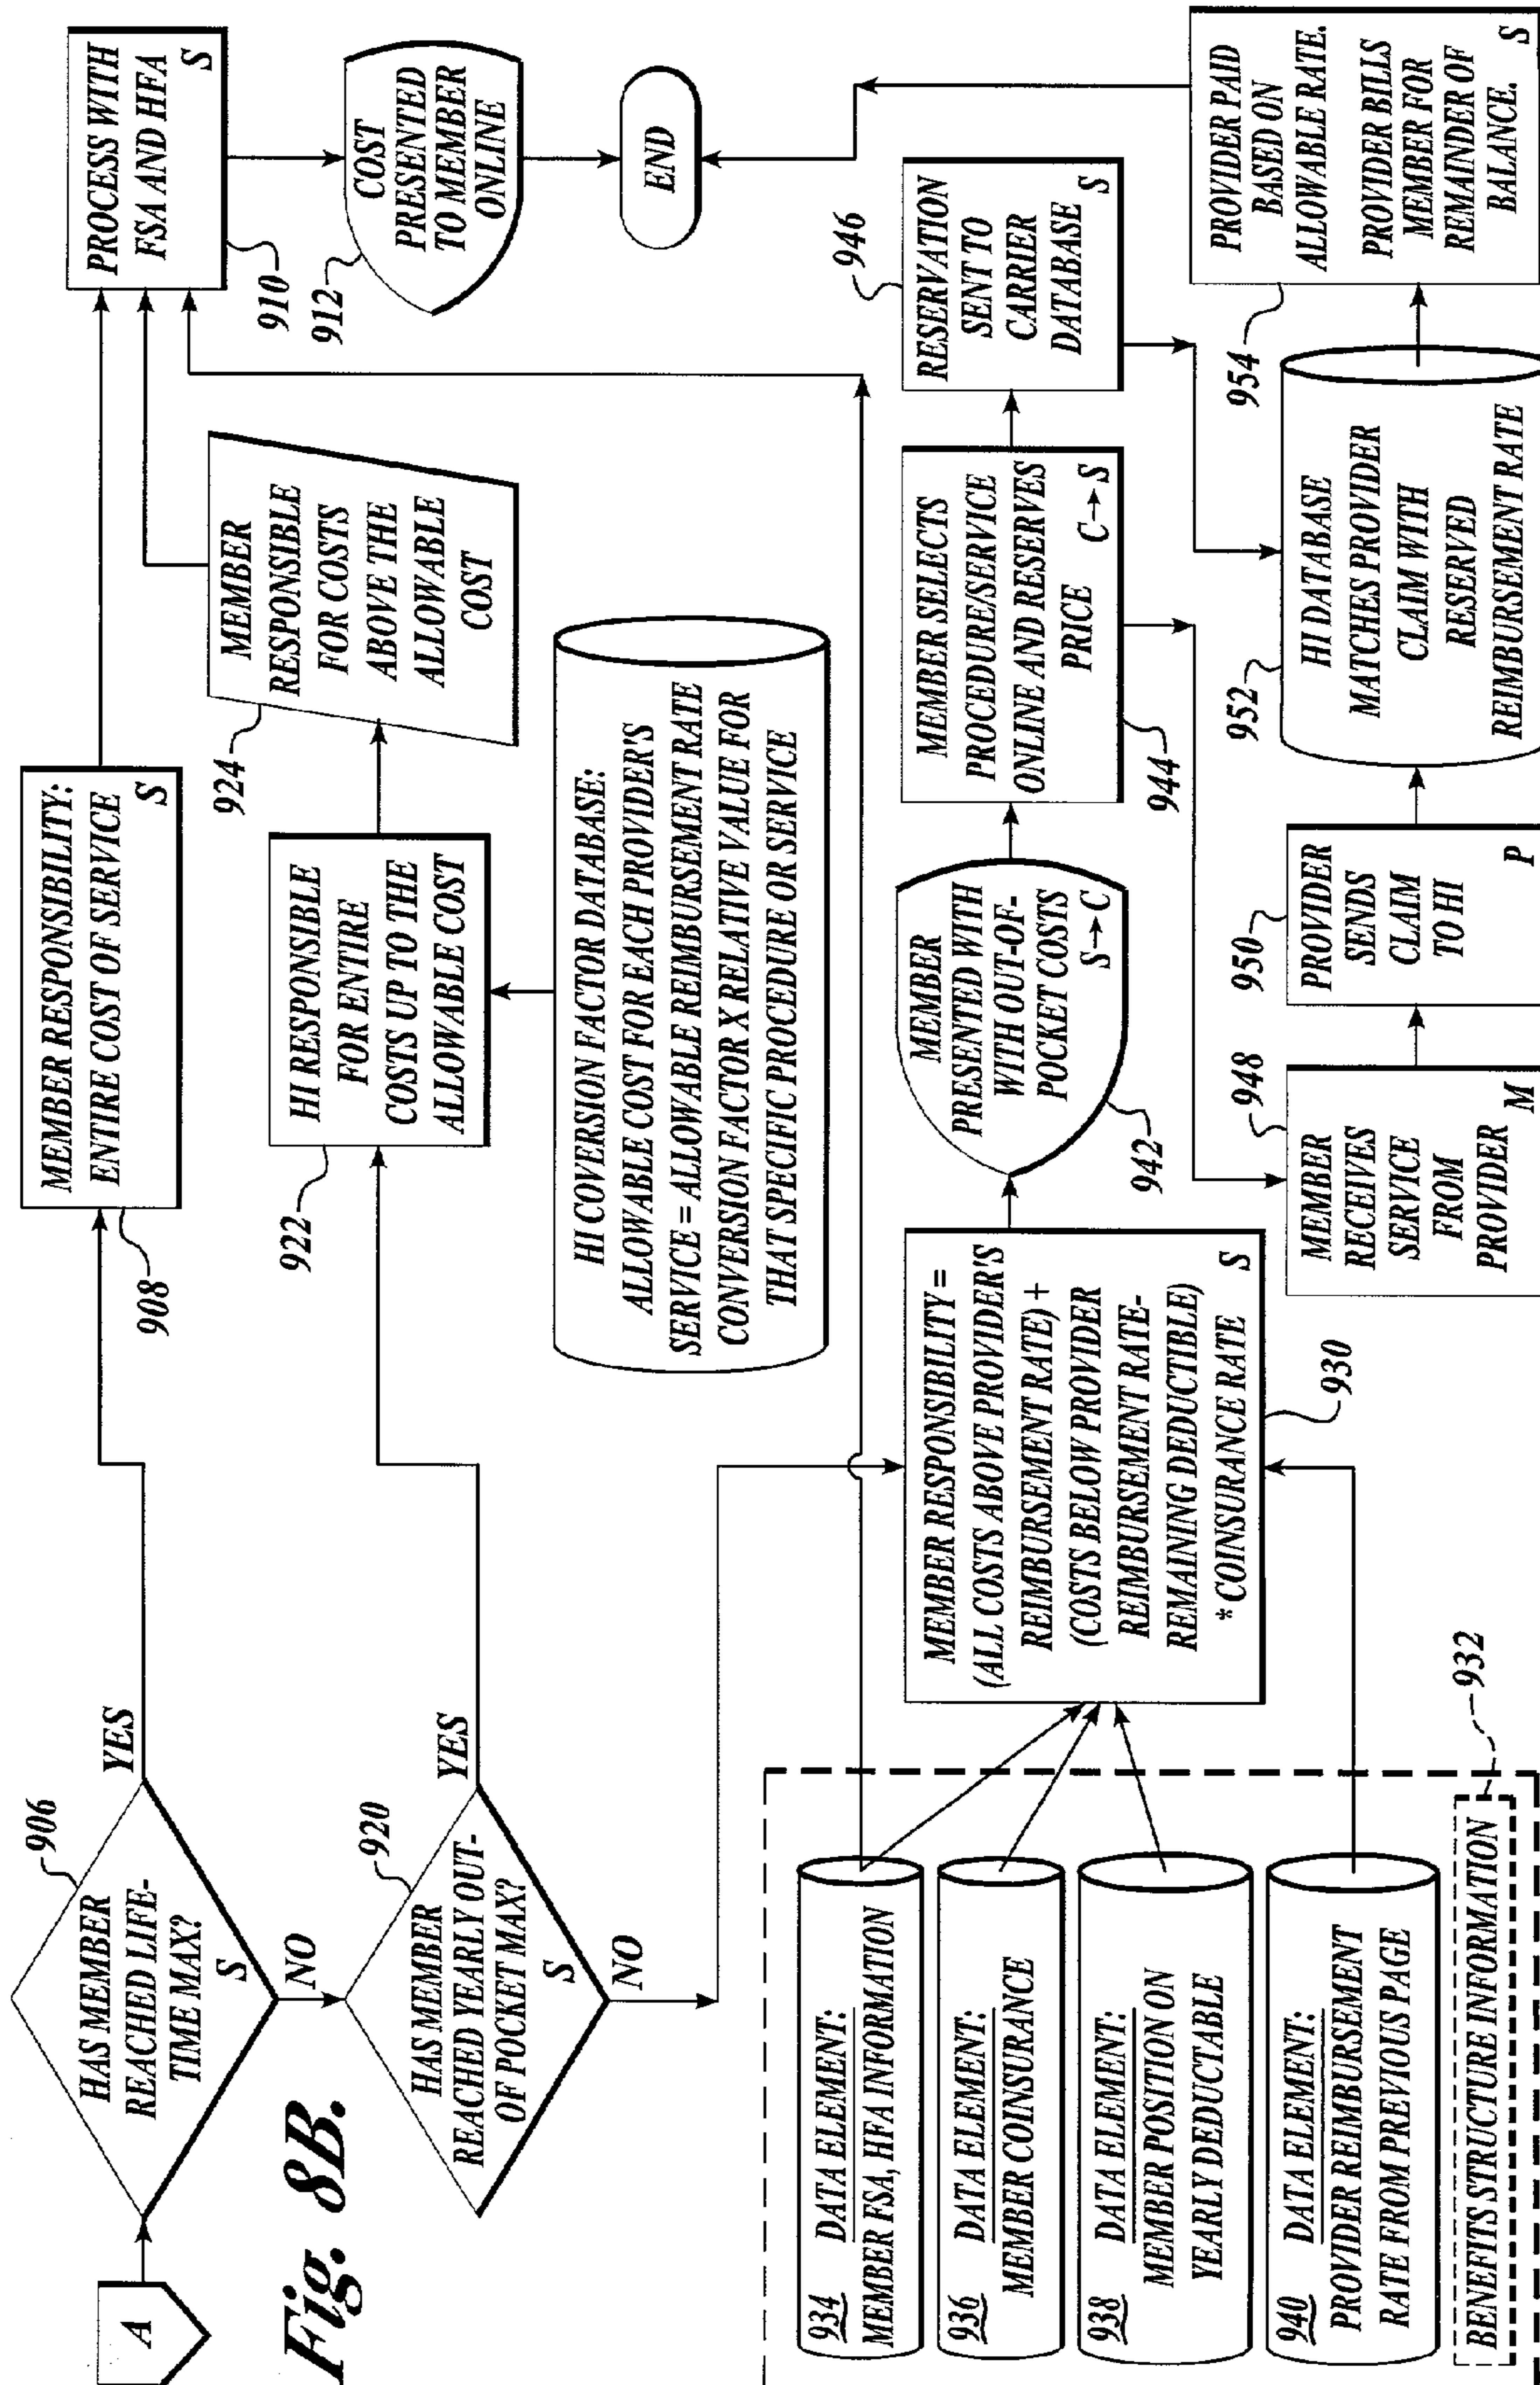 A
906
HAS MEMBER
REACHED LIFE-
TIME MAX?
S
YES
NO
MEMBER RESPONSIBILITY:
ENTIRE COST OF SERVICE
S
908
PROCESS WITH
FSA AND HFA
S
910
COST
PRESENTED
TO MEMBER
ONLINE
912
END
Fig. 8B.
920
HAS MEMBER
REACHED YEARLY OUT-
OF POCKET MAX?
S
YES
NO
HI RESPONSIBLE
FOR ENTIRE
COSTS UP TO THE
ALLOWABLE COST
922
MEMBER
RESPONSIBLE
FOR COSTS
ABOVE THE
ALLOWABLE
COST
924
HI COVERSION FACTOR DATABASE:
ALLOWABLE COST FOR EACH PROVIDER'S
SERVICE = ALLOWABLE REIMBURSEMENT RATE
CONVERSION FACTOR X RELATIVE VALUE FOR
THAT SPECIFIC PROCEDURE OR SERVICE
934
DATA ELEMENT:
MEMBER FSA, HFA INFORMATION
936
DATA ELEMENT:
MEMBER COINSURANCE
938
DATA ELEMENT:
MEMBER POSITION ON
YEARLY DEDUCTABLE
940
DATA ELEMENT:
PROVIDER REIMBURSEMENT
RATE FROM PREVIOUS PAGE
BENEFITS STRUCTURE INFORMATION
932
MEMBER RESPONSIBILITY =
(ALL COSTS ABOVE PROVIDER'S
REIMBURSEMENT RATE) +
(COSTS BELOW PROVIDER
REIMBURSEMENT RATE-
REMAINING DEDUCTIBLE)
* COINSURANCE RATE
S
930
MEMBER
PRESENTED WITH
WITH OUT-OF-
POCKET COSTS
S→C
942
MEMBER SELECTS
PROCEDURE/SERVICE
ONLINE AND RESERVES
PRICE
C→S
944
RESERVATION
SENT TO
CARRIER
DATABASE
S
946
948
MEMBER
RECEIVES
SERVICE
FROM
PROVIDER
M
950
PROVIDER
SENDS
CLAIM
TO HI
P
952
HI DATABASE
MATCHES PROVIDER
CLAIM WITH
RESERVED
REIMBURSEMENT RATE
954
PROVIDER PAID
BASED ON
ALLOWABLE RATE.
PROVIDER BILLS
MEMBER FOR
REMAINDER OF
BALANCE.
S